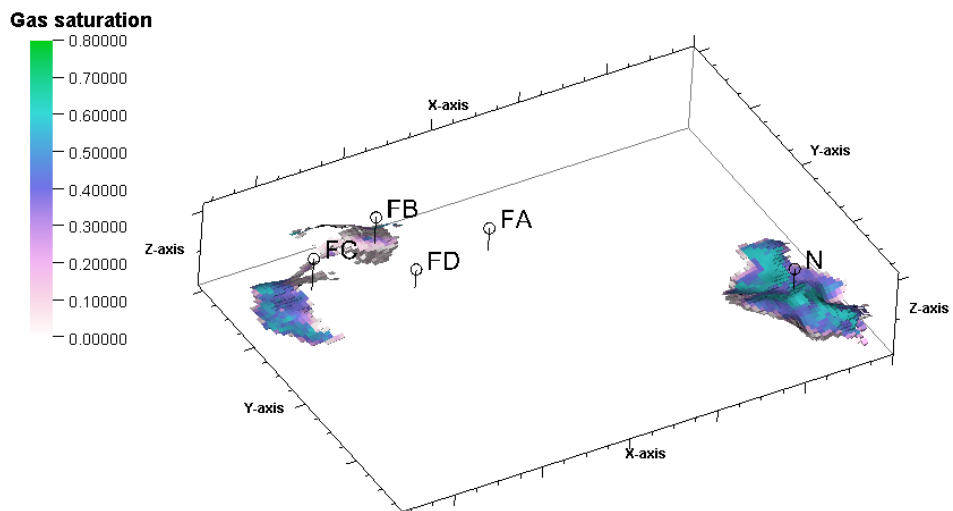 Gas saturation
0.80000
0.70000
0.60000
0.50000
0.40000
0.30000
0.20000
0.10000
0.00000
X-axis
Y-axis
Z-axis
FB
FA
FC
FD
N
Z-axis
Y-axis
X-axis